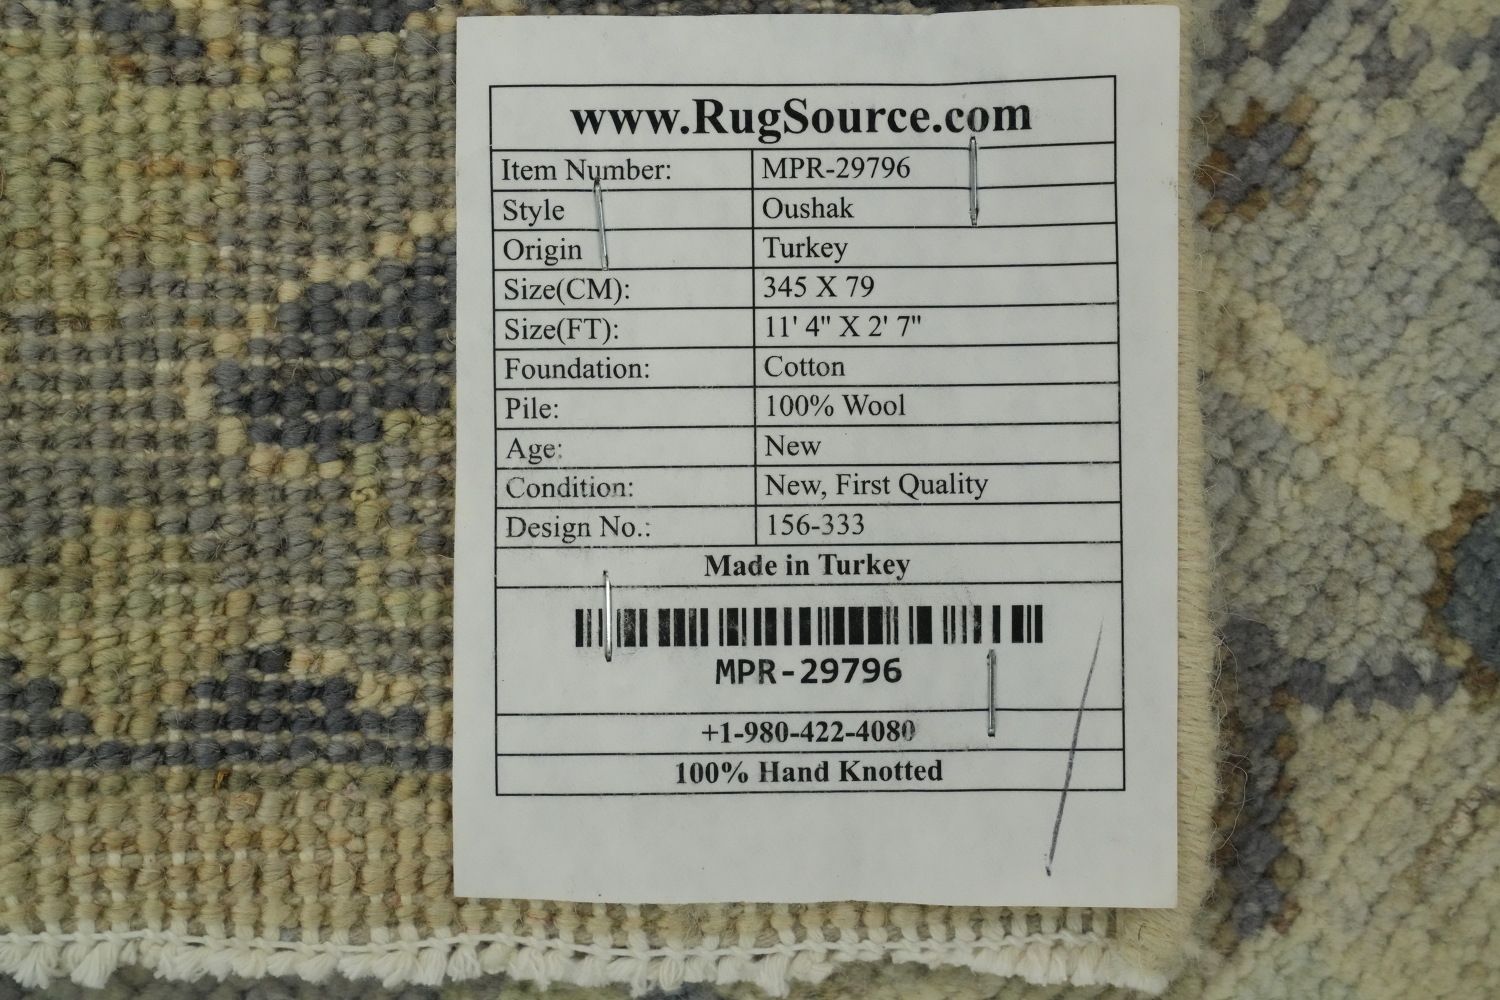 www.RugSource.com
Item Number: MPR-29796
Style Oushak
Origin Turkey
Size(CM): 345 X 79
Size(FT): 11' 4" X 2' 7"
Foundation: Cotton
Pile: 100% Wool
Age: New
Condition: New, First Quality
Design No.: 156-333
Made in Turkey
MPR-29796
+1-980-422-4080
100% Hand Knotted